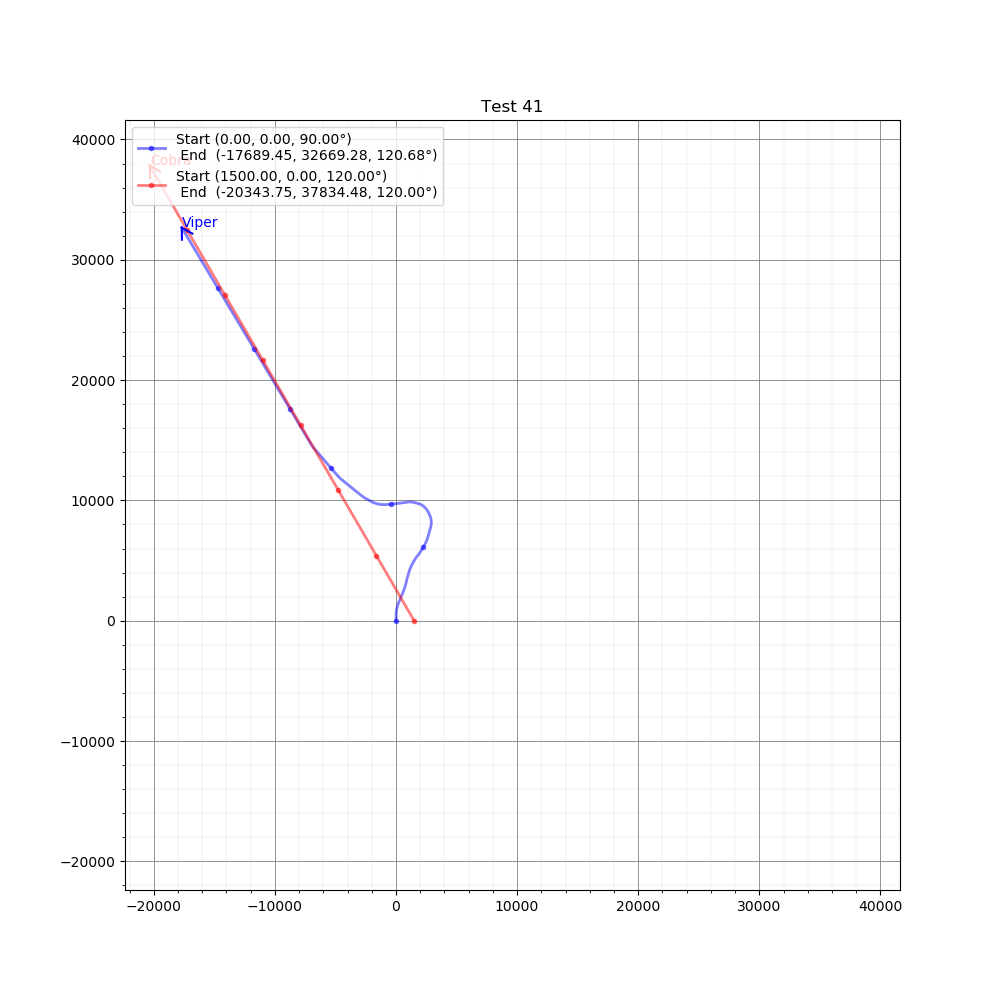 Test 41
Start (0.00, 0.00, 90.00°)
End (-17689.45, 32669.28, 120.68°)
Start (1500.00, 0.00, 120.00°)
End (-20343.75, 37834.48, 120.00°)
Cobra
Viper
40000
30000
20000
10000
0
−10000
−20000
−20000 −10000 0 10000 20000 30000 40000